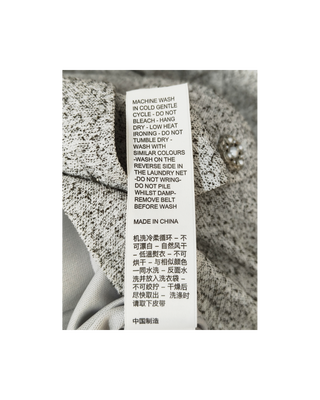 MACHINE WASH
IN COLD GENTLE
CYCLE - DO NOT
BLEACH - HANG
DRY - LOW HEAT
IRONING - DO NOT
TUMBLE DRY -
WASH WITH
SIMILAR COLOURS
-WASH ON THE
REVERSE SIDE IN
THE LAUNDRY NET
-DO NOT WRING-
DO NOT PILE
WHILST DAMP-
REMOVE BELT
BEFORE WASH
MADE IN CHINA
机洗冷柔循环 - 不
可漂白 - 自然风干
- 低温熨衣 - 不可
烘干 - 与相似颜色
一同水洗 - 反面水
洗并放入洗衣袋 -
不可绞拧 - 干燥后
尽快取出 - 洗涤时
请取下皮带
中国制造